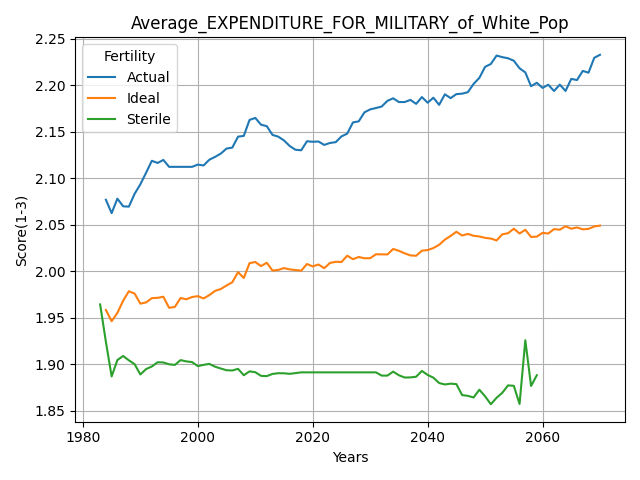 Average_EXPENDITURE_FOR_MILITARY_of_White_Pop
2.25
2.20
2.15
2.10
2.05
2.00
1.95
1.90
1.85
Score(1-3)
Fertility
Actual
Ideal
Sterile
1980
2000
2020
2040
2060
Years